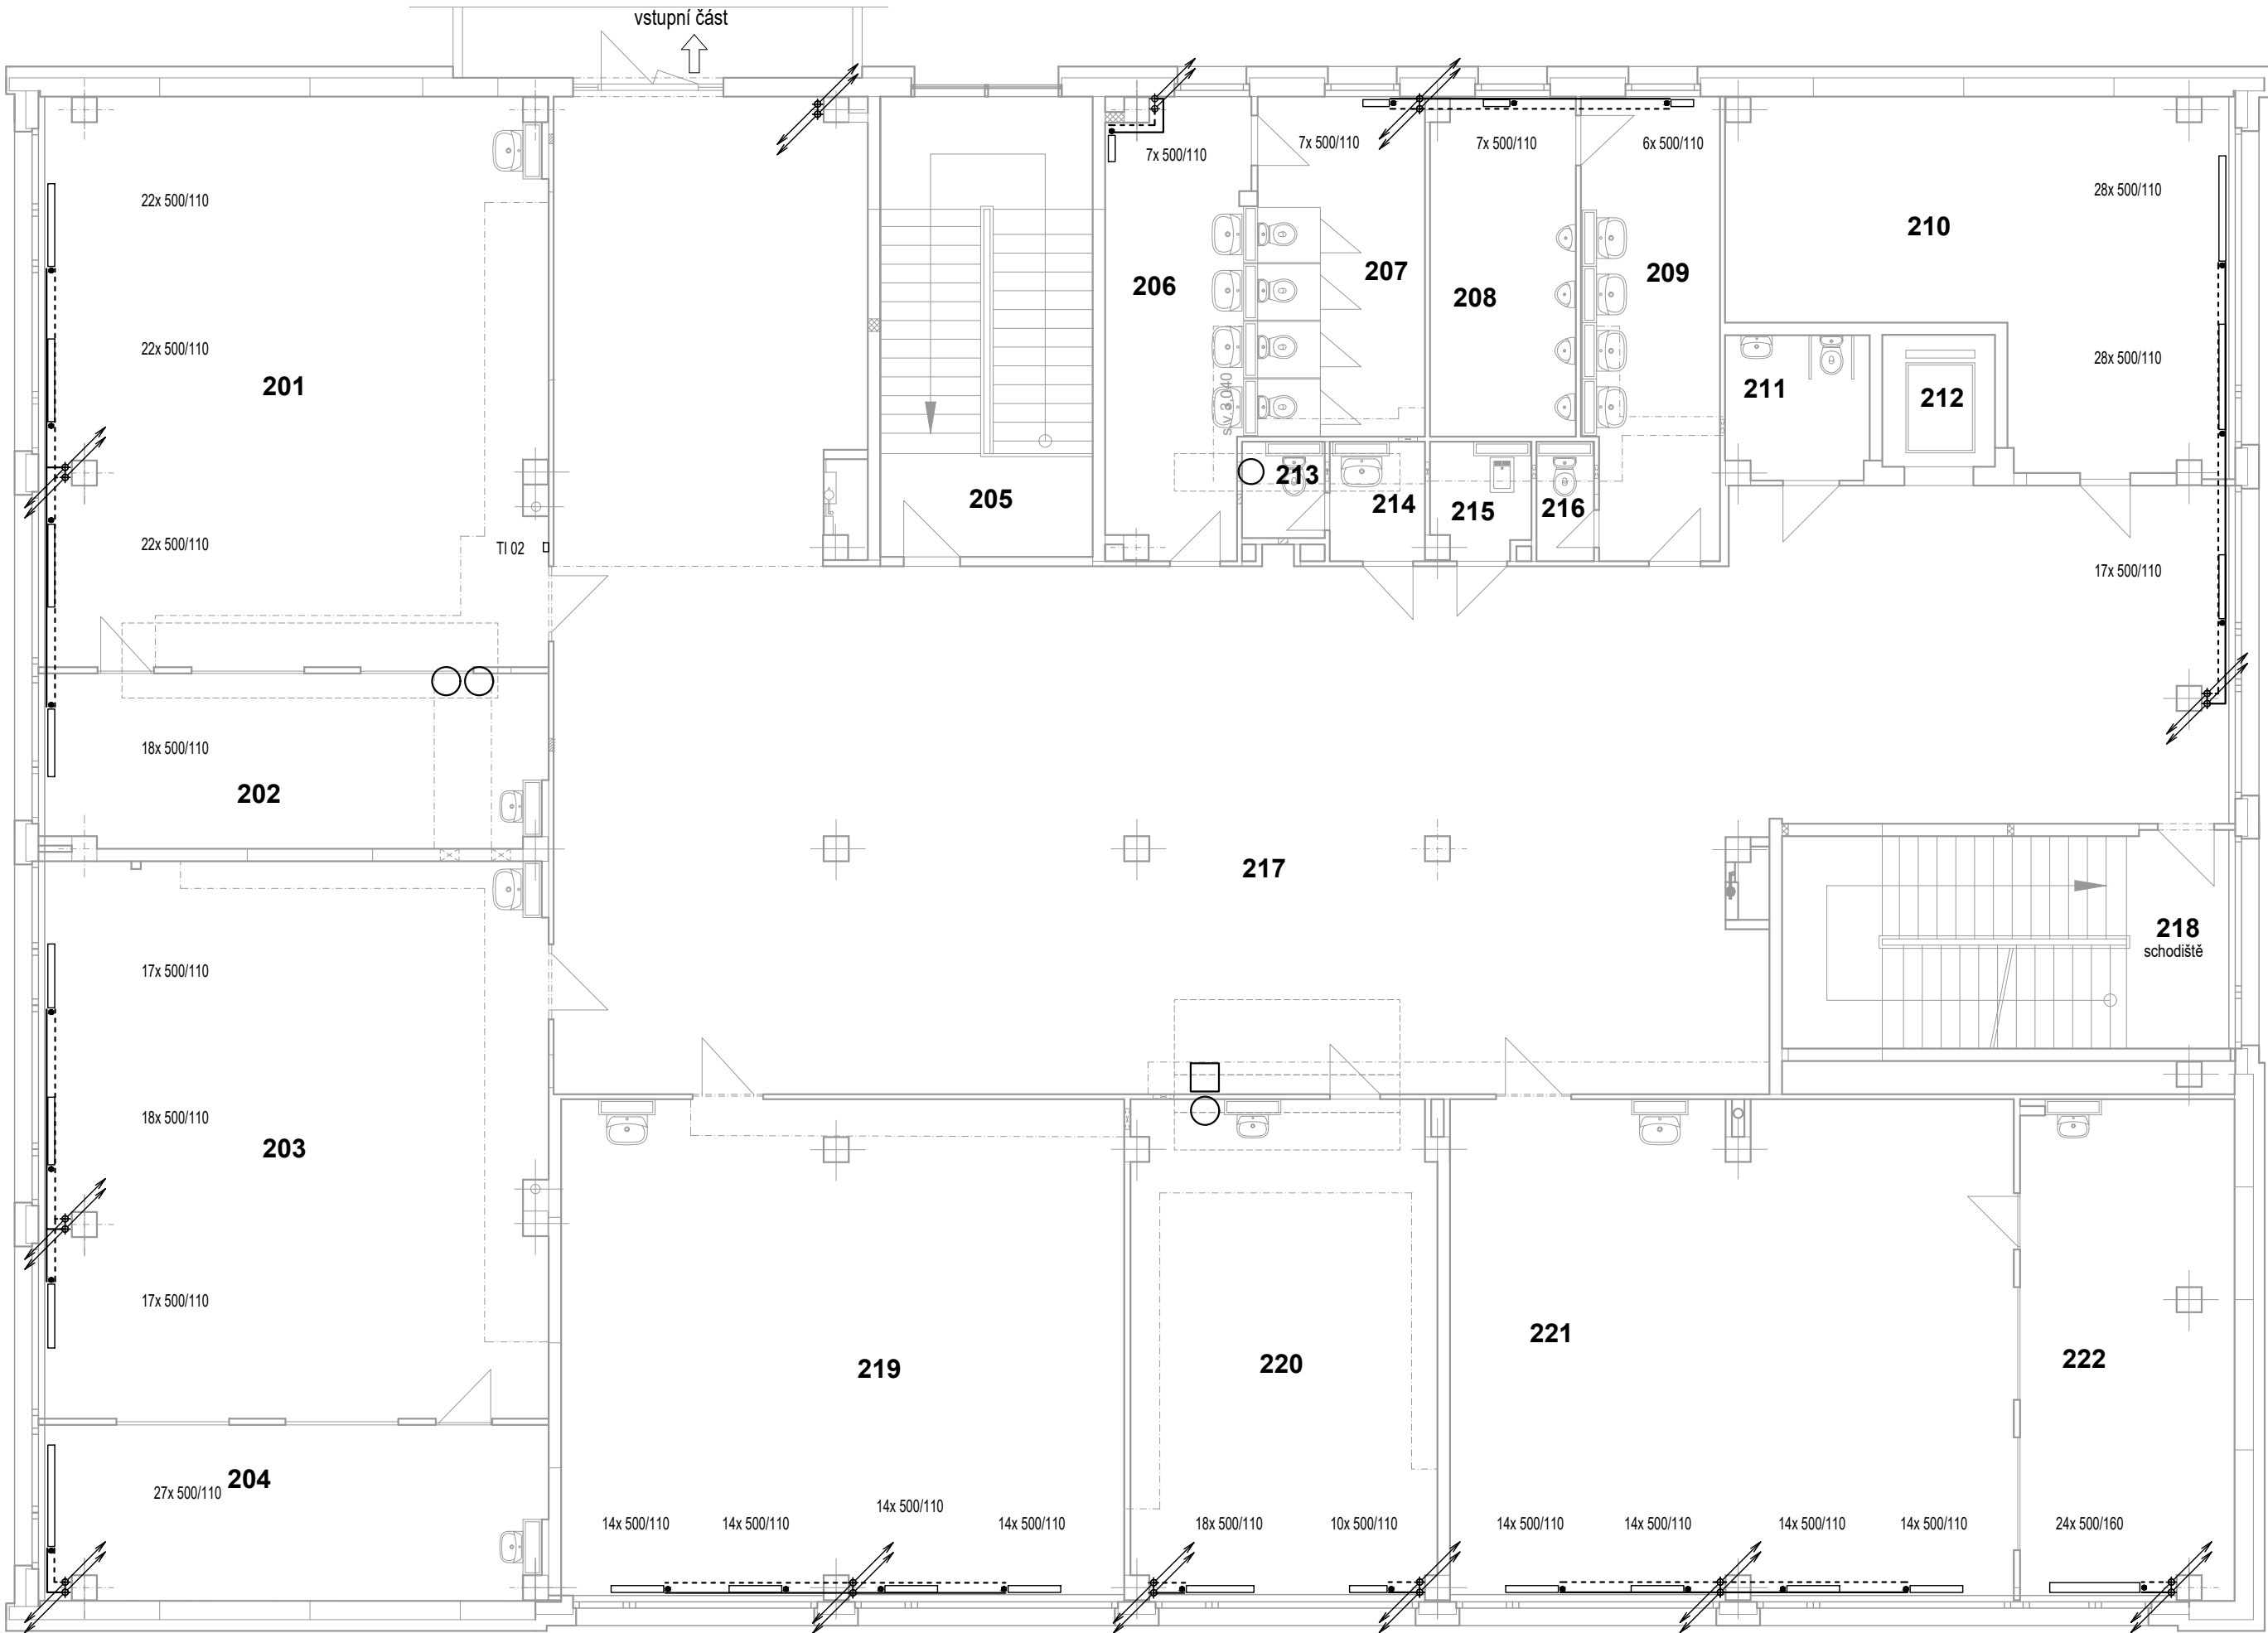 vstupní část
7x 500/110
7x 500/110
7x 500/110
6x 500/110
22x 500/110
28x 500/110
210
206
207
208
209
22x 500/110
28x 500/110
201
211
212
s.v. 3,040
213
214
215
216
205
22x 500/110
TI 02
17x 500/110
18x 500/110
202
217
218
schodiště
17x 500/110
18x 500/110
203
17x 500/110
219
220
221
222
204
27x 500/110
14x 500/110
14x 500/110
14x 500/110
14x 500/110
18x 500/110
10x 500/110
14x 500/110
14x 500/110
14x 500/110
14x 500/110
24x 500/160